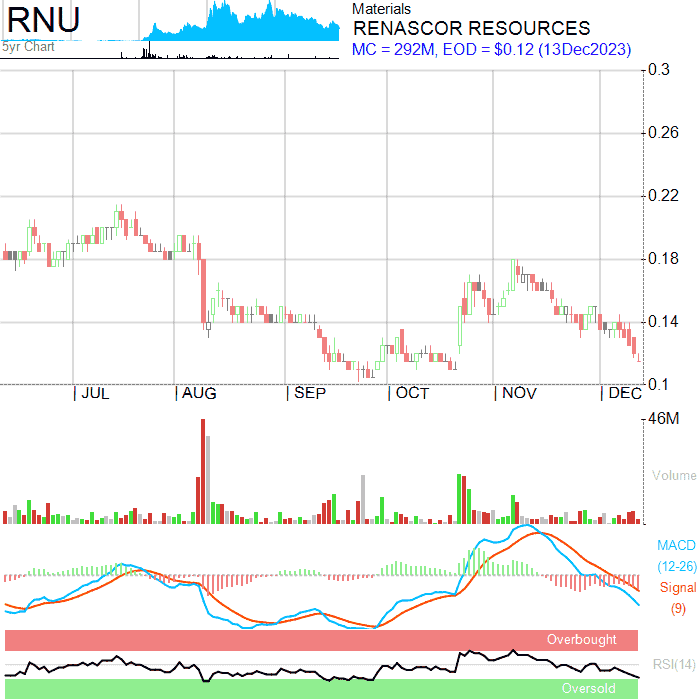 RNU
5yr Chart
Materials
RENASCOR RESOURCES
MC = 292M, EOD = $0.12 (13Dec2023)
0.3
0.26
0.22
0.18
0.14
0.1
JUL
AUG
SEP
OCT
NOV
DEC
46M
Volume
MACD
(12-26)
Signal
(9)
Overbought
RSI(14)
Oversold